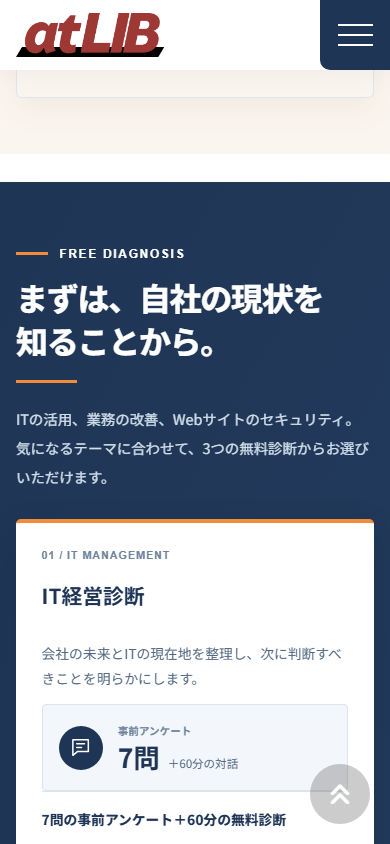 atLIB
FREE DIAGNOSIS
まずは、自社の現状を
知ることから。
ITの活用、業務の改善、Webサイトのセキュリティ。
気になるテーマに合わせて、3つの無料診断からお選び
いただけます。
01 / IT MANAGEMENT
IT経営診断
会社の未来とITの現在地を整理し、次に判断すべ
きことを明らかにします。
事前アンケート
7問 ＋60分の対話
7問の事前アンケート＋60分の無料診断